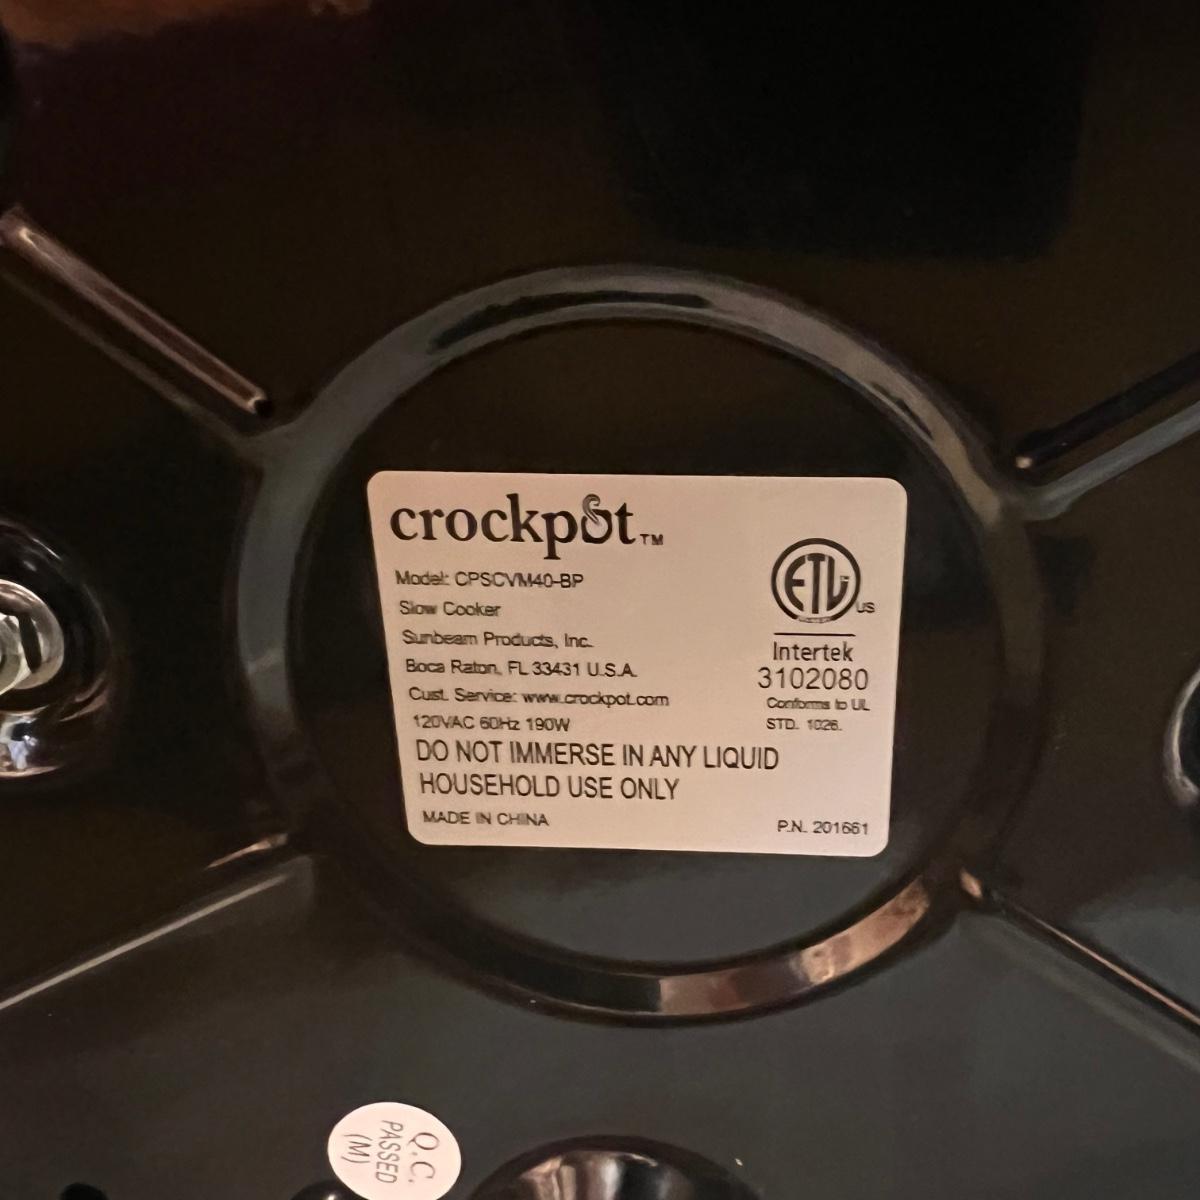 crockpot™
Model: CPSCVM40-BP
Slow Cooker
Sunbeam Products, Inc.
Boca Raton, FL 33431 U.S.A.
Cust. Service: www.crockpot.com
120VAC 60Hz 190W
DO NOT IMMERSE IN ANY LIQUID
HOUSEHOLD USE ONLY
MADE IN CHINA
ETL
US
Intertek
3102080
Conforms to UL
STD. 1026.
P.N. 201661
Q.C.
PASSED
(M)